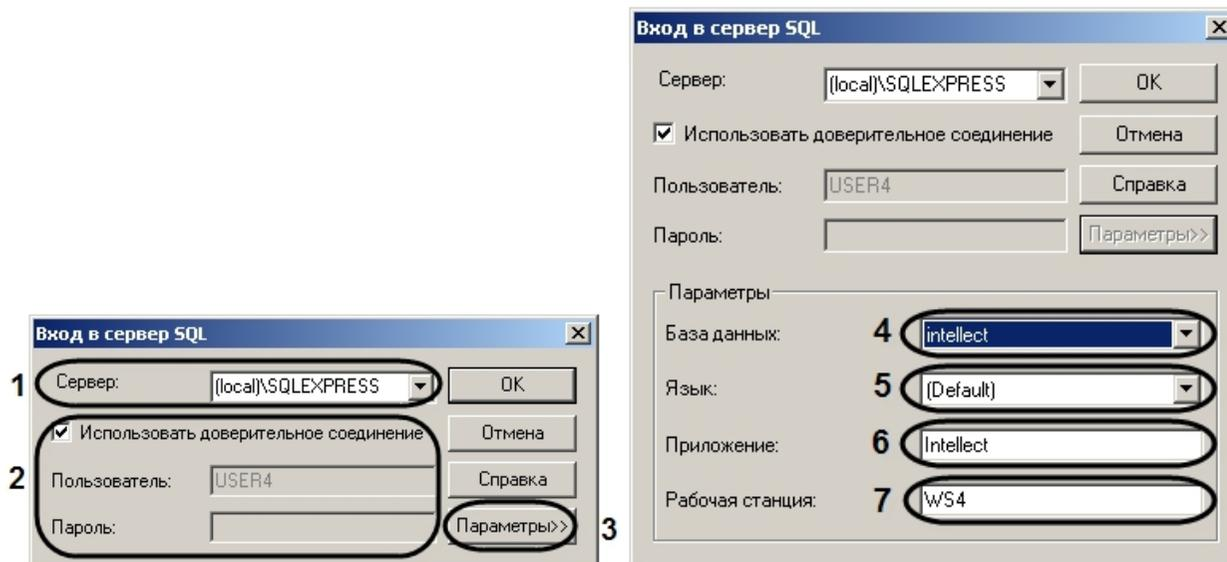 Вход в сервер SQL
1 Сервер: (local)\SQLEXPRESS OK
2 Использовать доверительное соединение Отмена
Пользователь: USER4 Справка
Пароль: Параметры>> 3
Вход в сервер SQL
Сервер: (local)\SQLEXPRESS OK
Использовать доверительное соединение Отмена
Пользователь: USER4 Справка
Пароль: Параметры>>
Параметры
База данных: 4 intellect
Язык: 5 (Default)
Приложение: 6 Intellect
Рабочая станция: 7 WS4